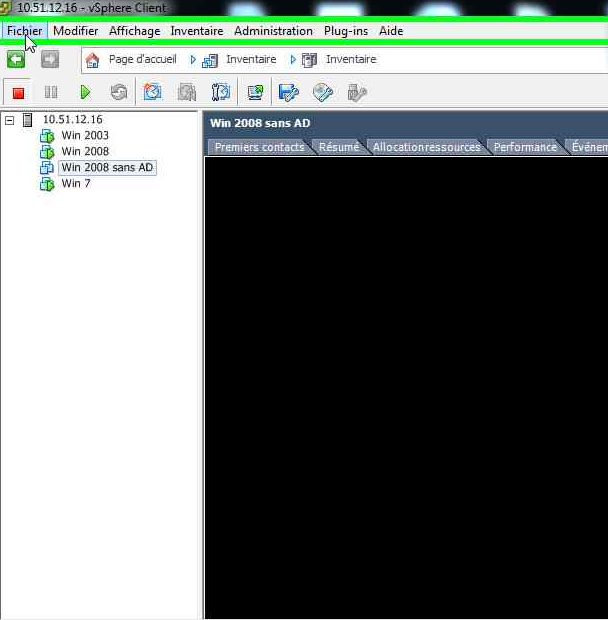 10.51.12.16 - vSphere Client
Fichier Modifier Affichage Inventaire Administration Plug-ins Aide
Page d'accueil Inventaire Inventaire
10.51.12.16
Win 2003
Win 2008
Win 2008 sans AD
Win 7
Win 2008 sans AD
Premiers contacts Résumé Allocationressources Performance Événem